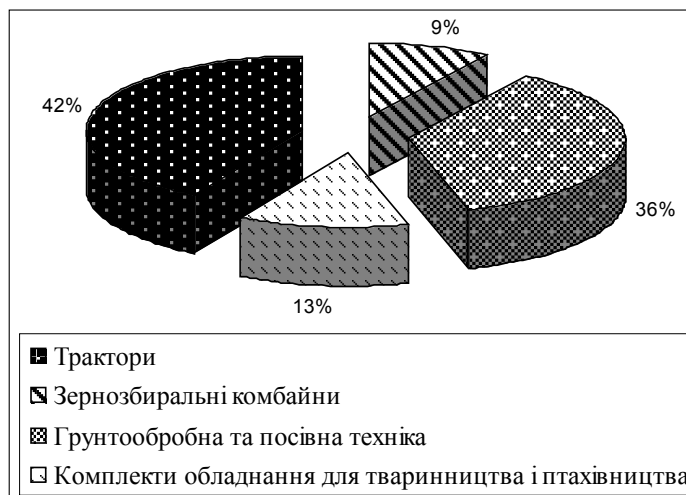 9%
42%
36%
13%
Трактори
Зернозбиральні комбайни
Грунтообробна та посівна техніка
Комплекти обладнання для тваринництва і птахівництва